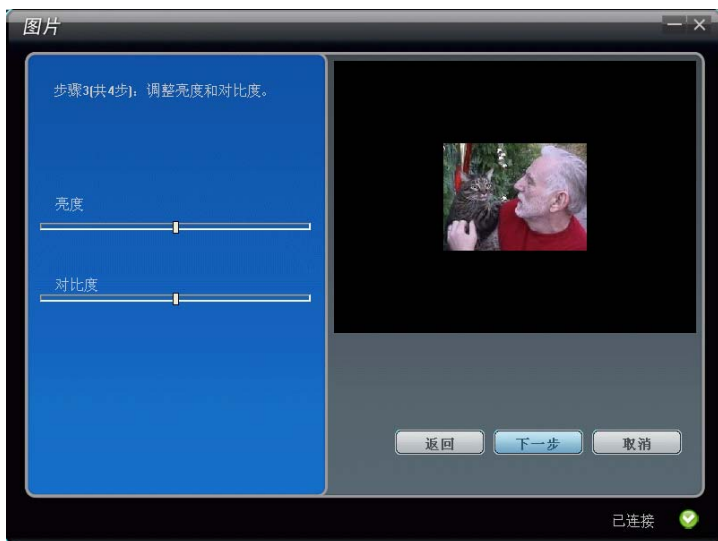 图片
步骤3(共4步)：调整亮度和对比度。
亮度
对比度
返回
下一步
取消
已连接